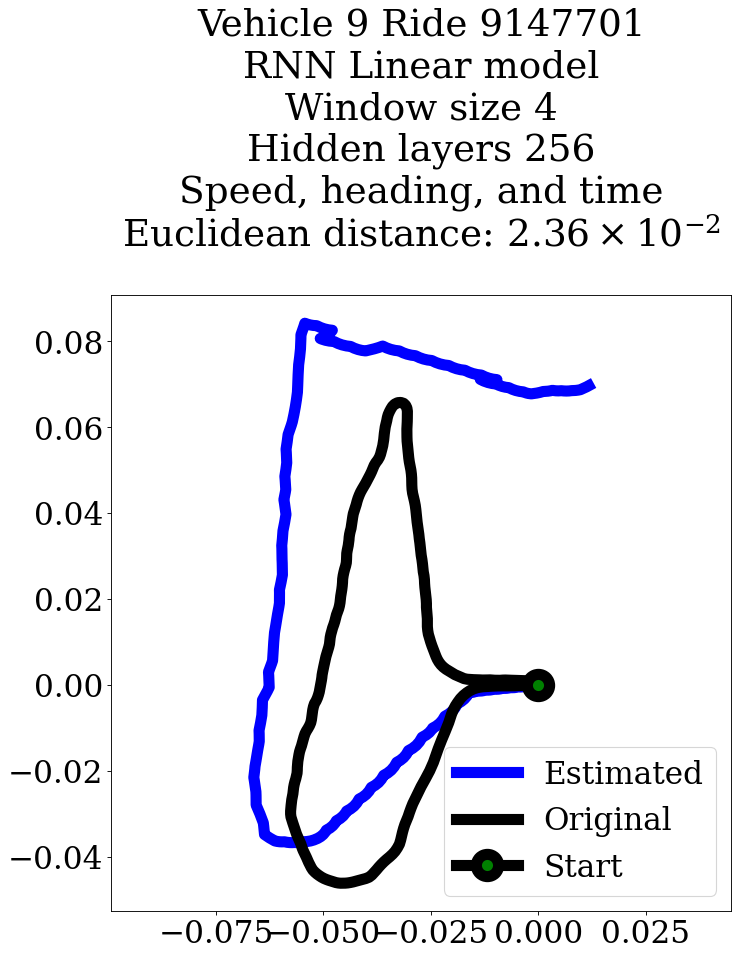 Vehicle 9 Ride 9147701
RNN Linear model
Window size 4
Hidden layers 256
Speed, heading, and time
Euclidean distance: $2.36 × 10^{-2}$
0.08
0.06
0.04
0.02
0.00
−0.02
−0.04
Estimated
Original
Start
−0.075 −0.050 −0.025 0.000 0.025